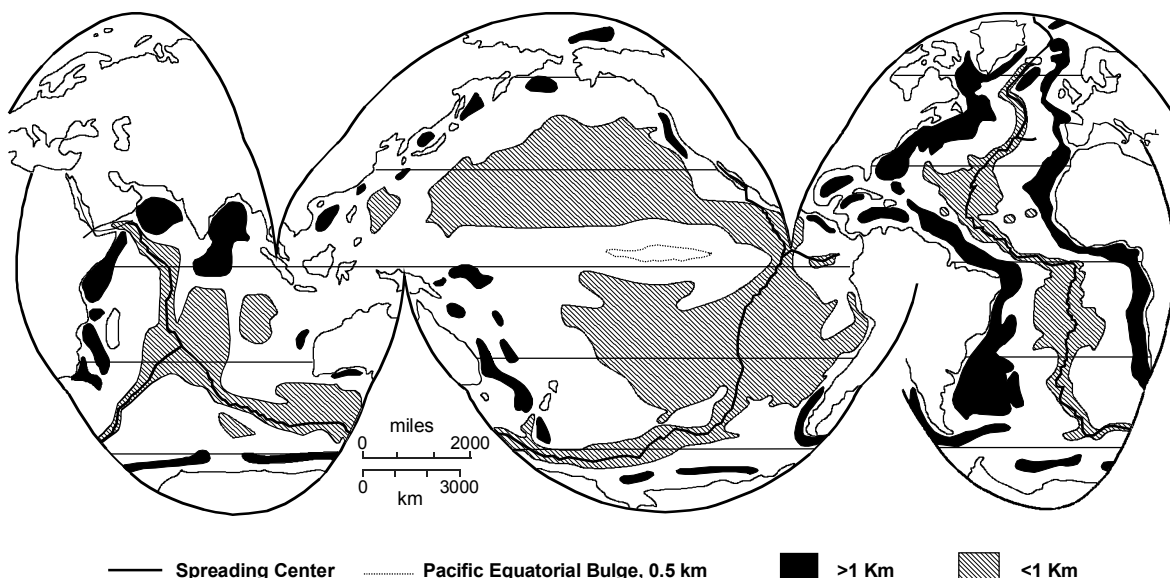 miles
0 2000
0 3000
km
Spreading Center Pacific Equatorial Bulge, 0.5 km >1 Km <1 Km